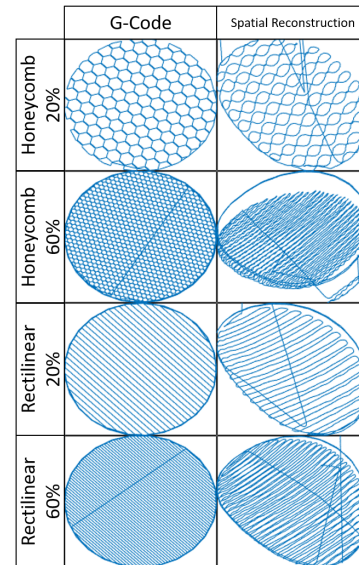 G-Code Spatial Reconstruction
Honeycomb
20%
Honeycomb
60%
Rectilinear
20%
Rectilinear
60%